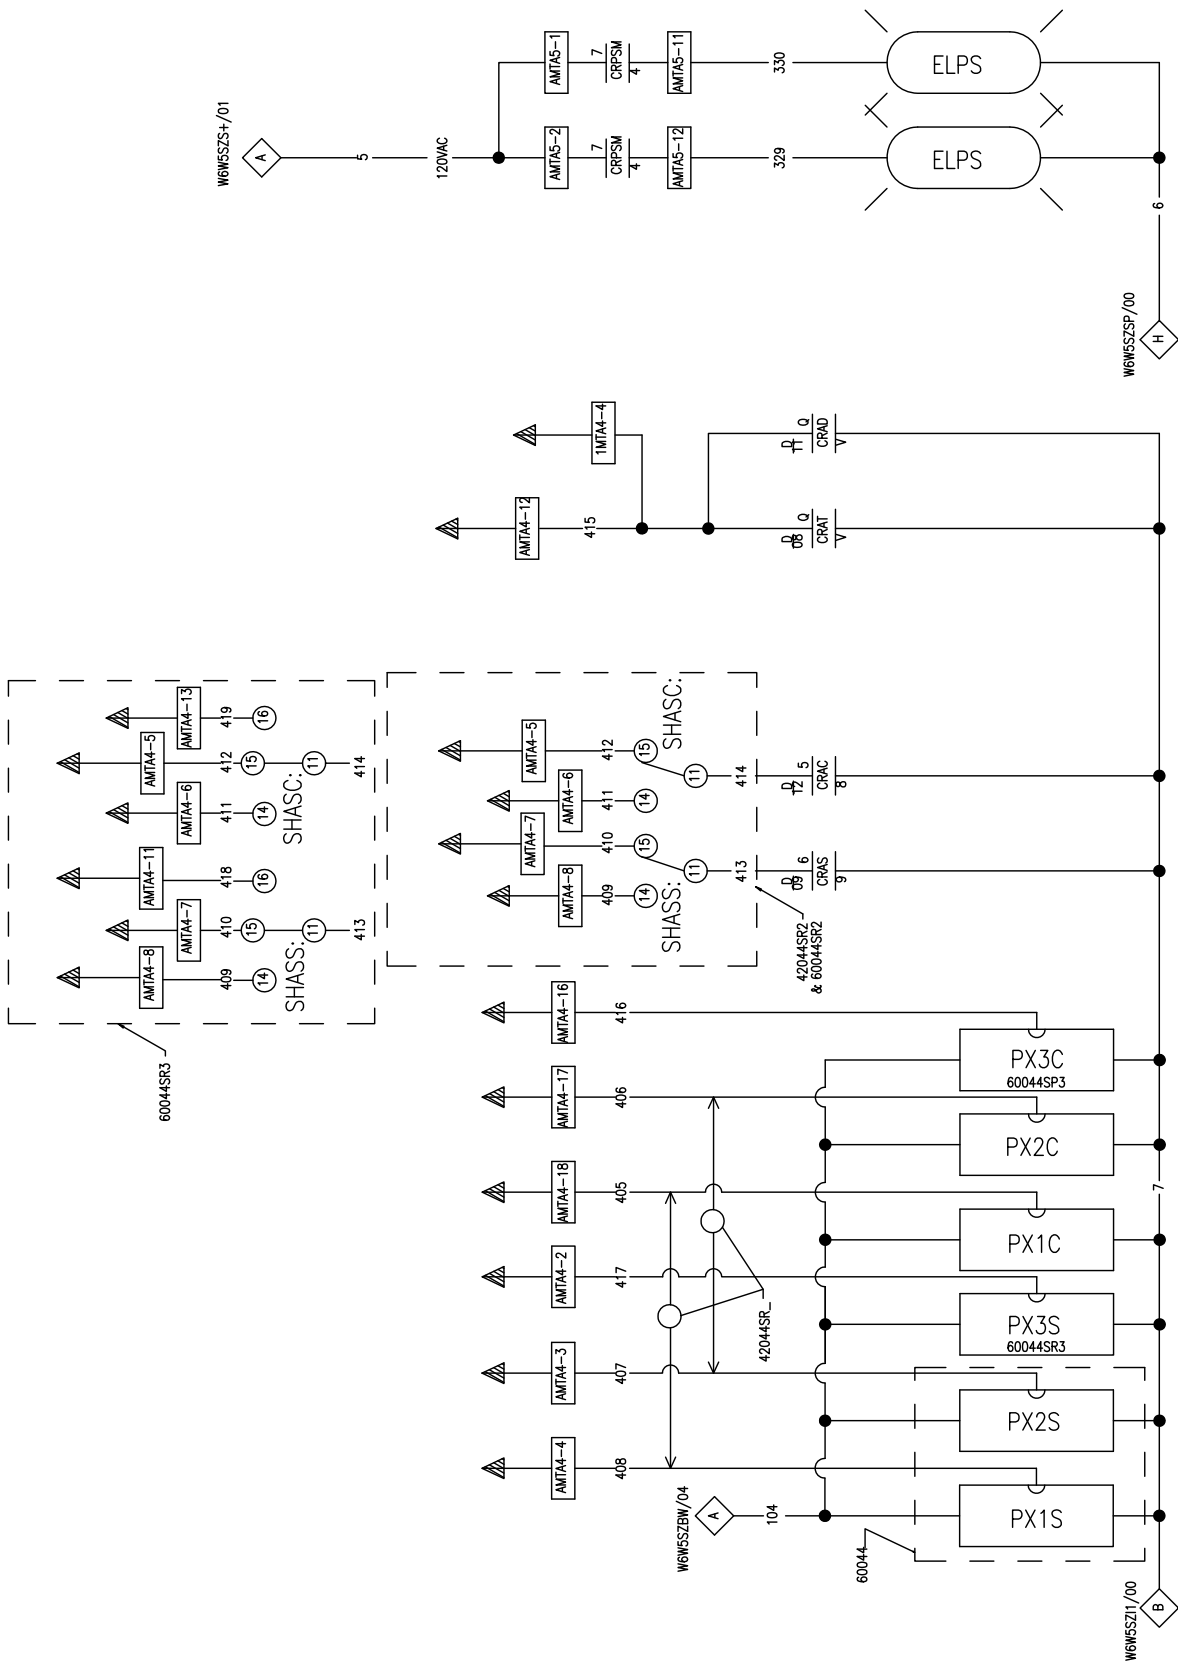 W6W5SZS+/01
A
5
120VAC
AMTA5-1
7
CRPSM
4
AMTA5-11
330
ELPS
AMTA5-2
7
CRPSM
4
AMTA5-12
329
ELPS
6
W6W5SZSP/00
H
1MTA4-4
AMTA4-12
415
D
11
Q
CRAD
V
D
08
Q
CRAT
V
AMTA4-13
419
16
AMTA4-5
412
15
11
414
SHASC:
AMTA4-6
411
14
AMTA4-11
418
16
AMTA4-7
410
15
11
413
SHASS:
AMTA4-8
409
14
60044SR3
AMTA4-5
412
15
SHASC:
11
414
AMTA4-6
411
14
AMTA4-7
410
15
11
413
AMTA4-8
409
14
SHASS:
D
12
5
CRAC
8
D
09
6
CRAS
9
42044SR2
& 60044SR2
AMTA4-16
416
AMTA4-17
406
AMTA4-18
405
AMTA4-2
417
AMTA4-3
407
AMTA4-4
408
42044SR_
PX3C
60044SP3
PX2C
PX1C
PX3S
60044SR3
PX2S
PX1S
7
W6W5SZBW/04
A
104
60044
W6W5SZI1/00
B